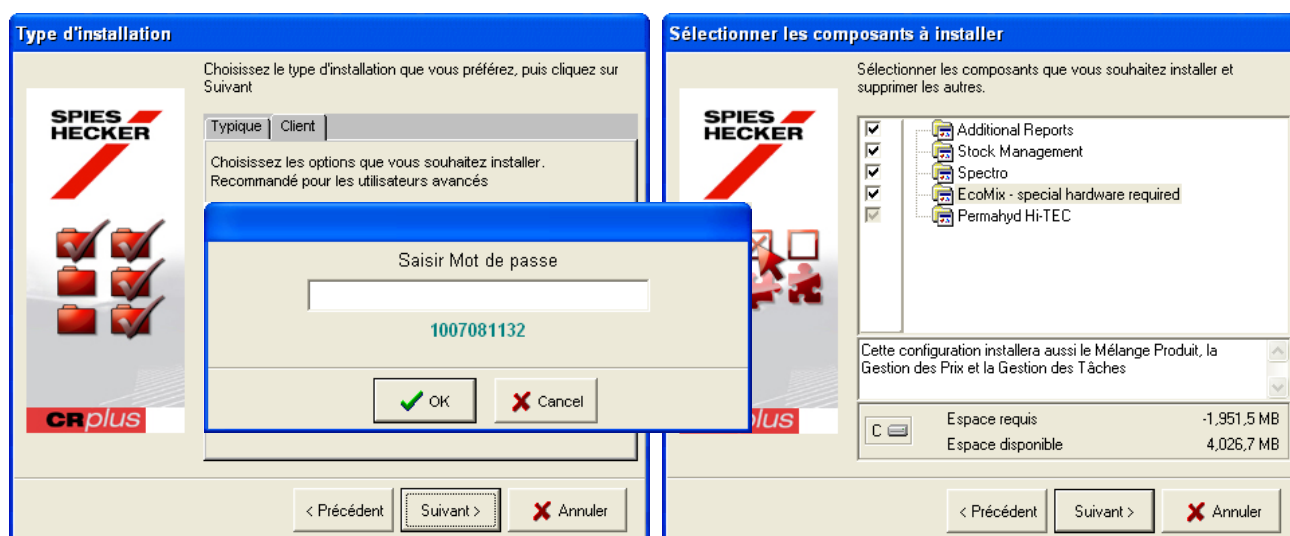 Type d'installation
Choisissez le type d'installation que vous préférez, puis cliquez sur
Suivant
SPIES
HECKER
Typique
Client
Choisissez les options que vous souhaitez installer.
Recommandé pour les utilisateurs avancés
Saisir Mot de passe
1007081132
OK
Cancel
CRplus
< Précédent
Suivant >
Annuler
Sélectionner les composants à installer
Sélectionner les composants que vous souhaitez installer et
supprimer les autres.
SPIES
HECKER
Additional Reports
Stock Management
Spectro
EcoMix - special hardware required
Permahyd Hi-TEC
Cette configuration installera aussi le Mélange Produit, la
Gestion des Prix et la Gestion des Tâches
lus
C
Espace requis -1,951,5 MB
Espace disponible 4,026,7 MB
< Précédent
Suivant >
Annuler